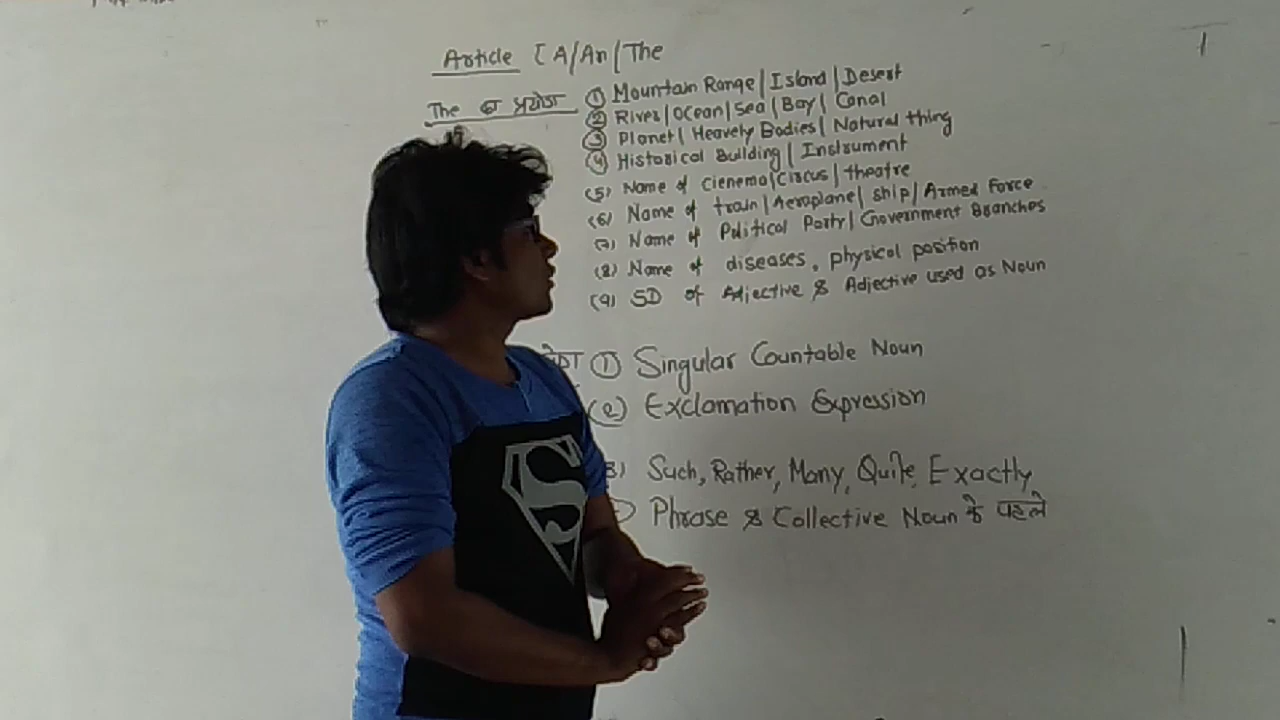 Article [ A/An/The
The का प्रयोग ① Mountain Range/Island/Desert
② River/Ocean/Sea/Bay/Canal
③ Planet/Heavely Bodies/Natural thing
④ Historical Building/Instrument
(5) Name of cienema/Circus/theatre
(6) Name of train/Aeroplane/ship/Armed Force
(7) Name of Political Party/Government Branches
(8) Name of diseases, physical position
(9) SD of Adjective & Adjective used as Noun
① Singular Countable Noun
(2) Exclamation Expression
3) Such, Rather, Many, Quite, Exactly
Phrase & Collective Noun के पहले
S